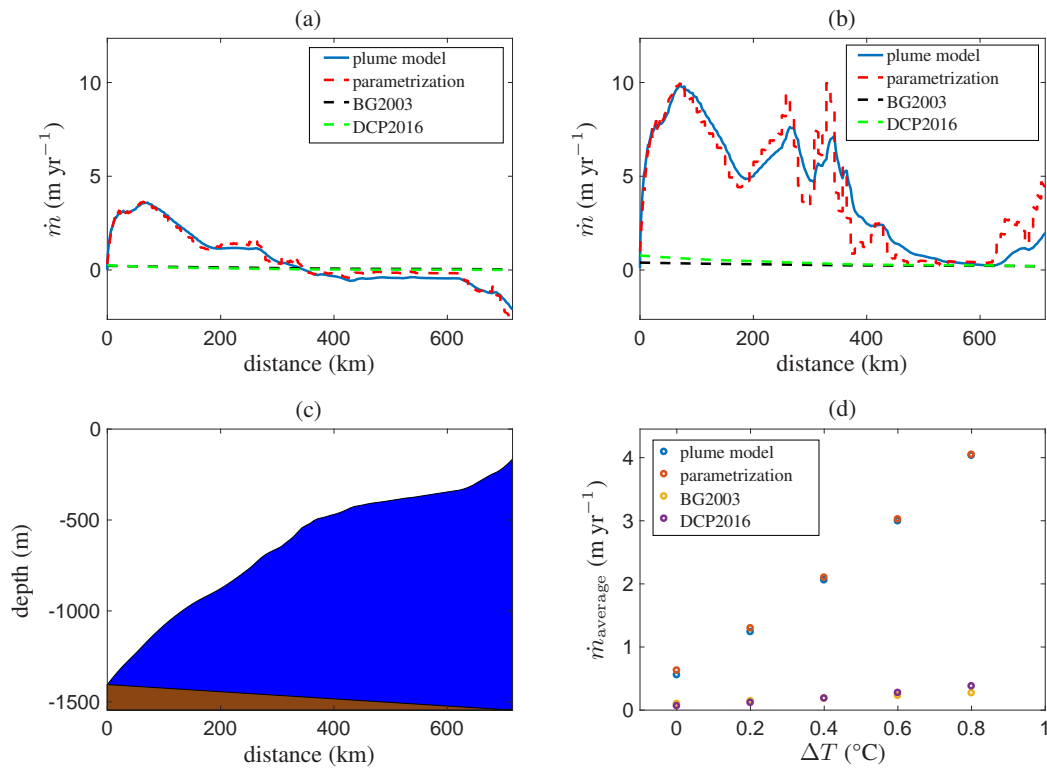 (a)
plume model
parametrization
BG2003
DCP2016
10
5
0
ṁ (m yr⁻¹)
0 200 400 600
distance (km)
(b)
plume model
parametrization
BG2003
DCP2016
10
5
0
ṁ (m yr⁻¹)
0 200 400 600
distance (km)
(c)
0
-500
-1000
-1500
depth (m)
0 200 400 600
distance (km)
(d)
plume model
parametrization
BG2003
DCP2016
4
3
2
1
0
ṁaverage (m yr⁻¹)
0 0.2 0.4 0.6 0.8 1
ΔT (°C)